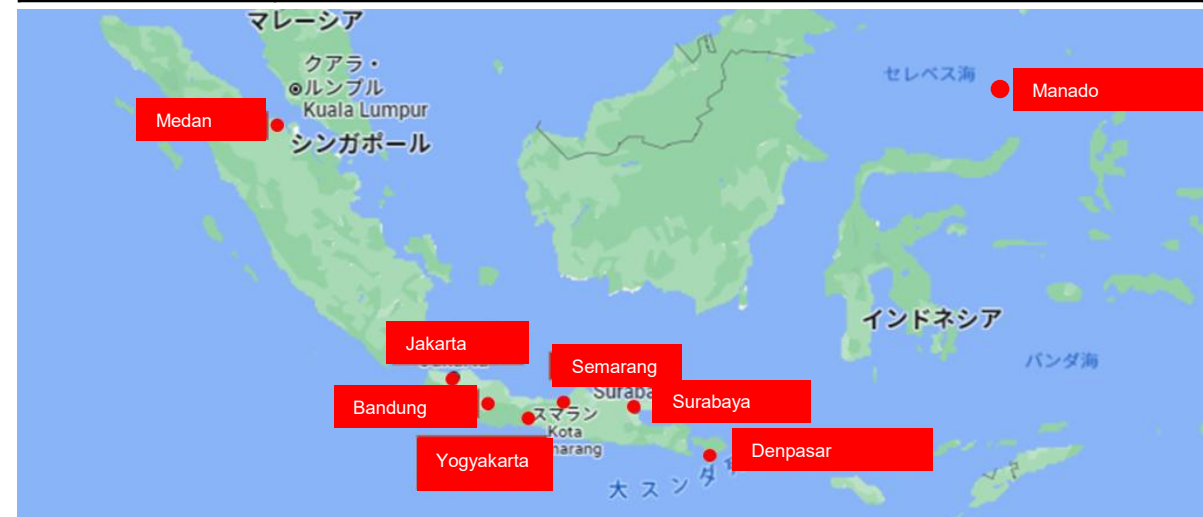 マレーシア
クアラ・
ルンプル
Kuala Lumpur
セレベス海
Manado
Medan
シンガポール
インドネシア
Jakarta
バンダ海
Semarang
Bandung
Surabaya
スマラン
Kota
Yogyakarta
Denpasar
大スンダ